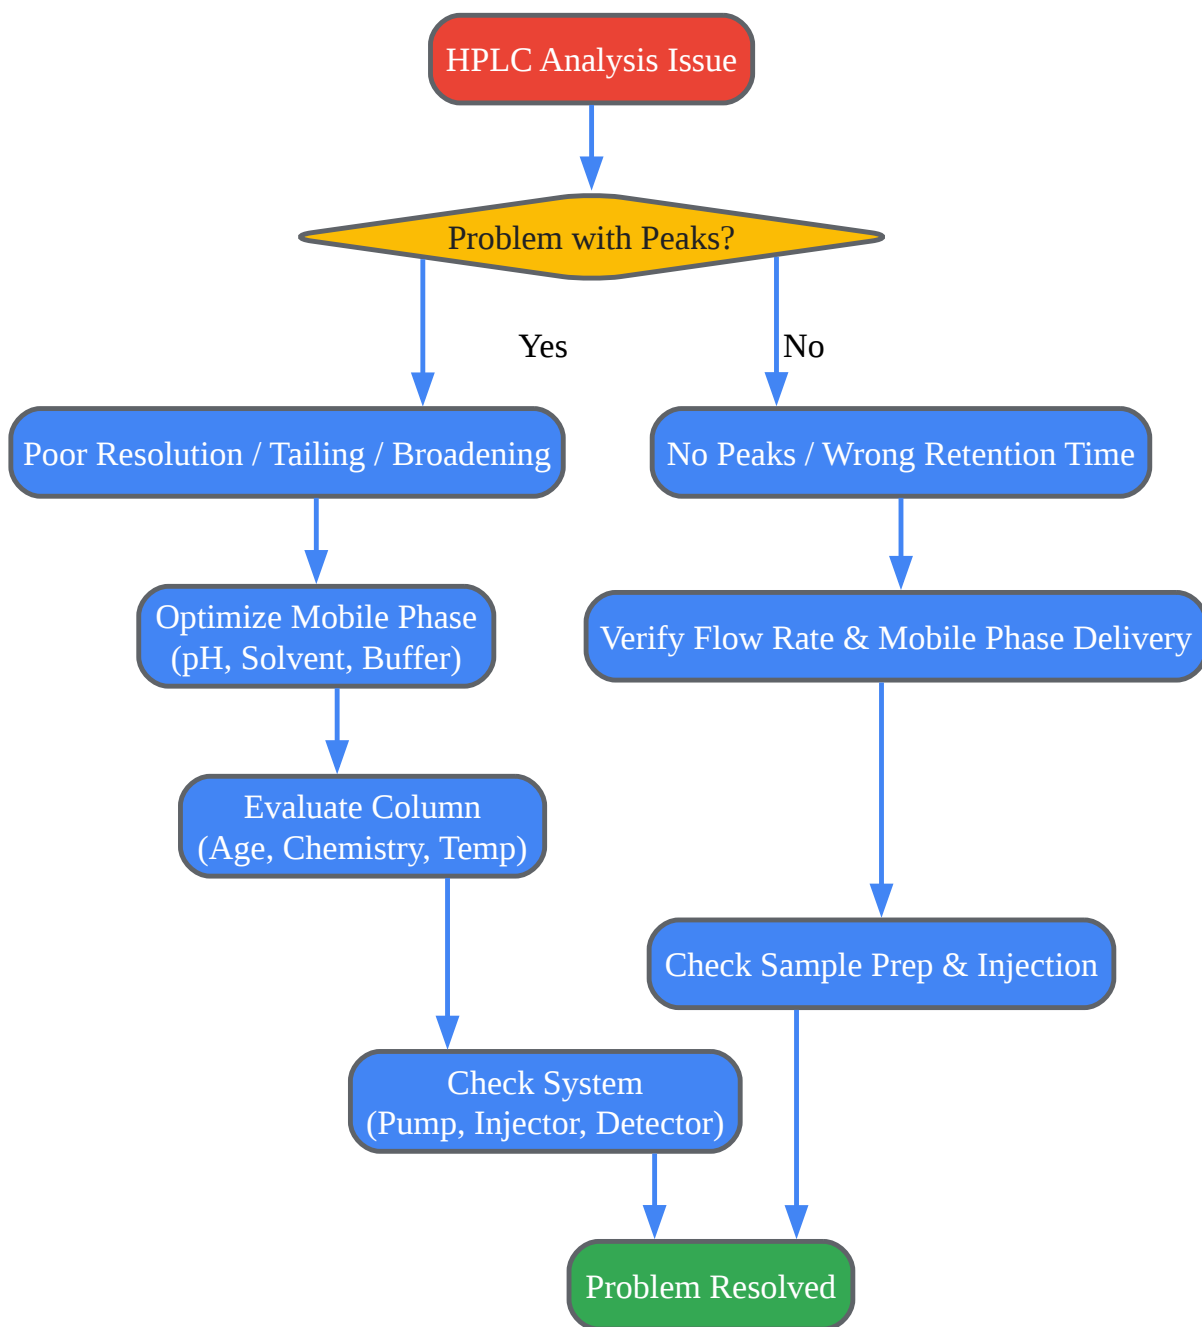 HPLC Analysis Issue
Problem with Peaks?
Yes
No
Poor Resolution / Tailing / Broadening
No Peaks / Wrong Retention Time
Optimize Mobile Phase
(pH, Solvent, Buffer)
Verify Flow Rate & Mobile Phase Delivery
Evaluate Column
(Age, Chemistry, Temp)
Check Sample Prep & Injection
Check System
(Pump, Injector, Detector)
Problem Resolved